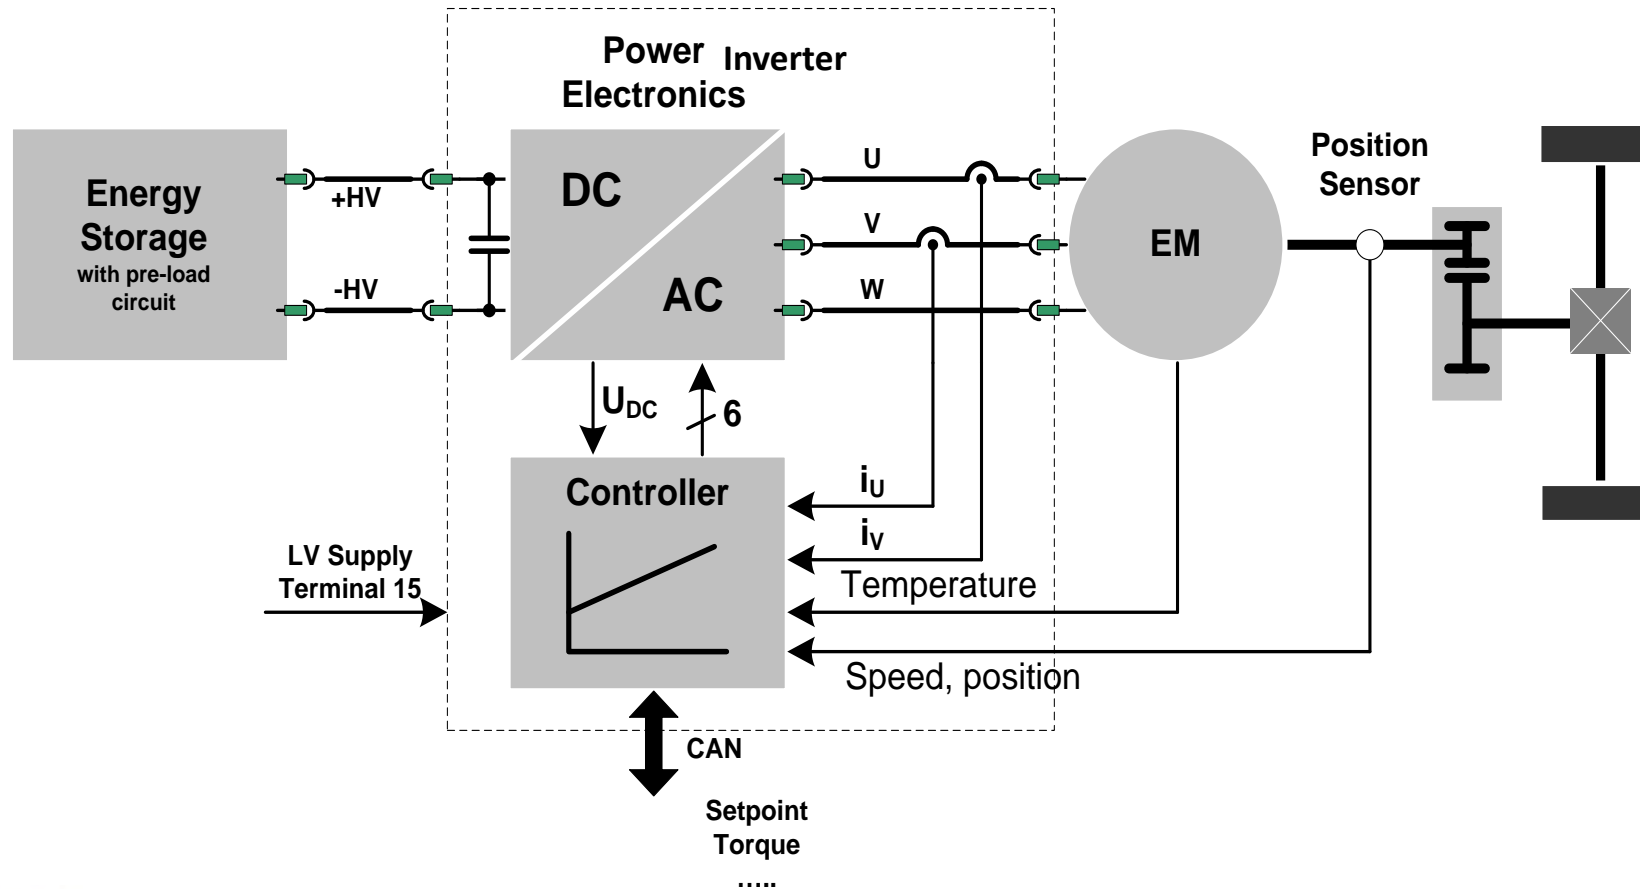 Power Inverter
Electronics
Energy
Storage
with pre-load
circuit
+HV
-HV
DC
AC
U
V
W
EM
Position
Sensor
UDC
6
Controller
iU
iV
Temperature
Speed, position
LV Supply
Terminal 15
CAN
Setpoint
Torque